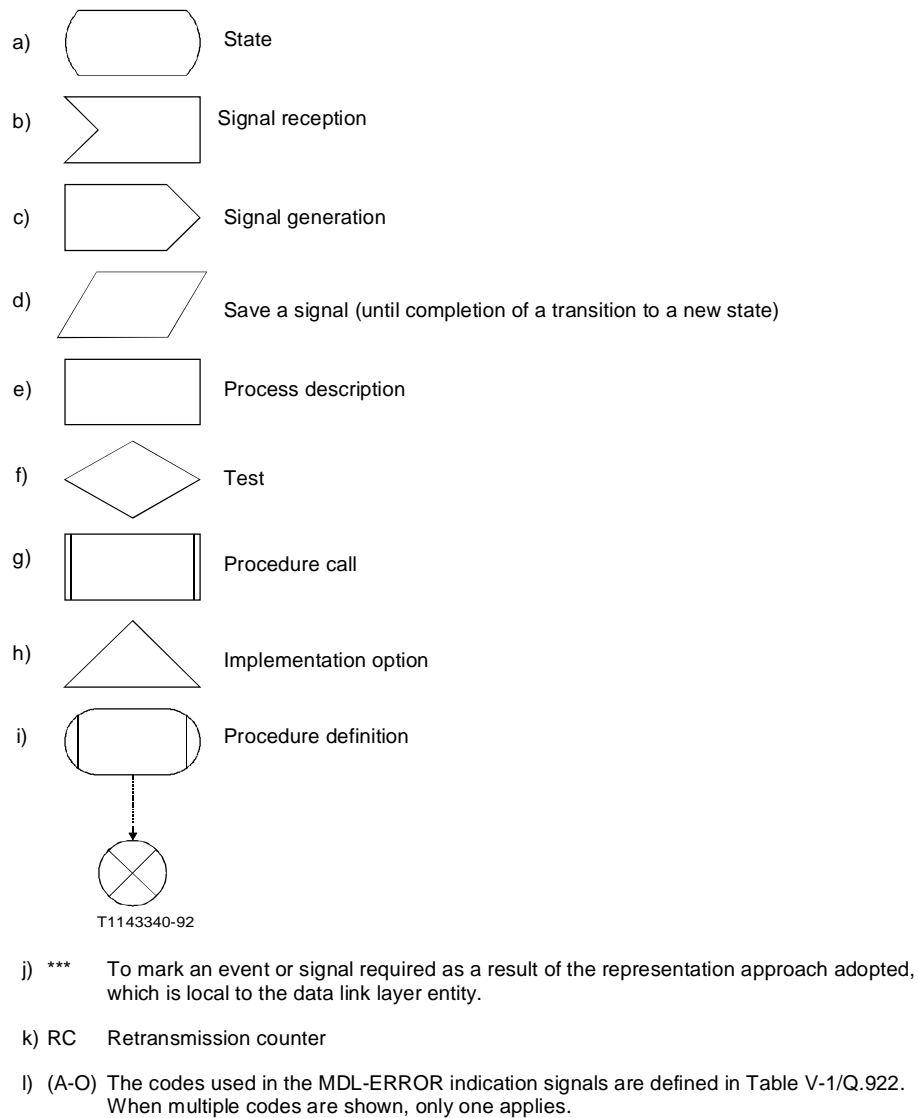 a) State
b) Signal reception
c) Signal generation
d) Save a signal (until completion of a transition to a new state)
e) Process description
f) Test
g) Procedure call
h) Implementation option
i) Procedure definition
T1143340-92
j) *** To mark an event or signal required as a result of the representation approach adopted,
which is local to the data link layer entity.
k) RC Retransmission counter
l) (A-O) The codes used in the MDL-ERROR indication signals are defined in Table V-1/Q.922.
When multiple codes are shown, only one applies.